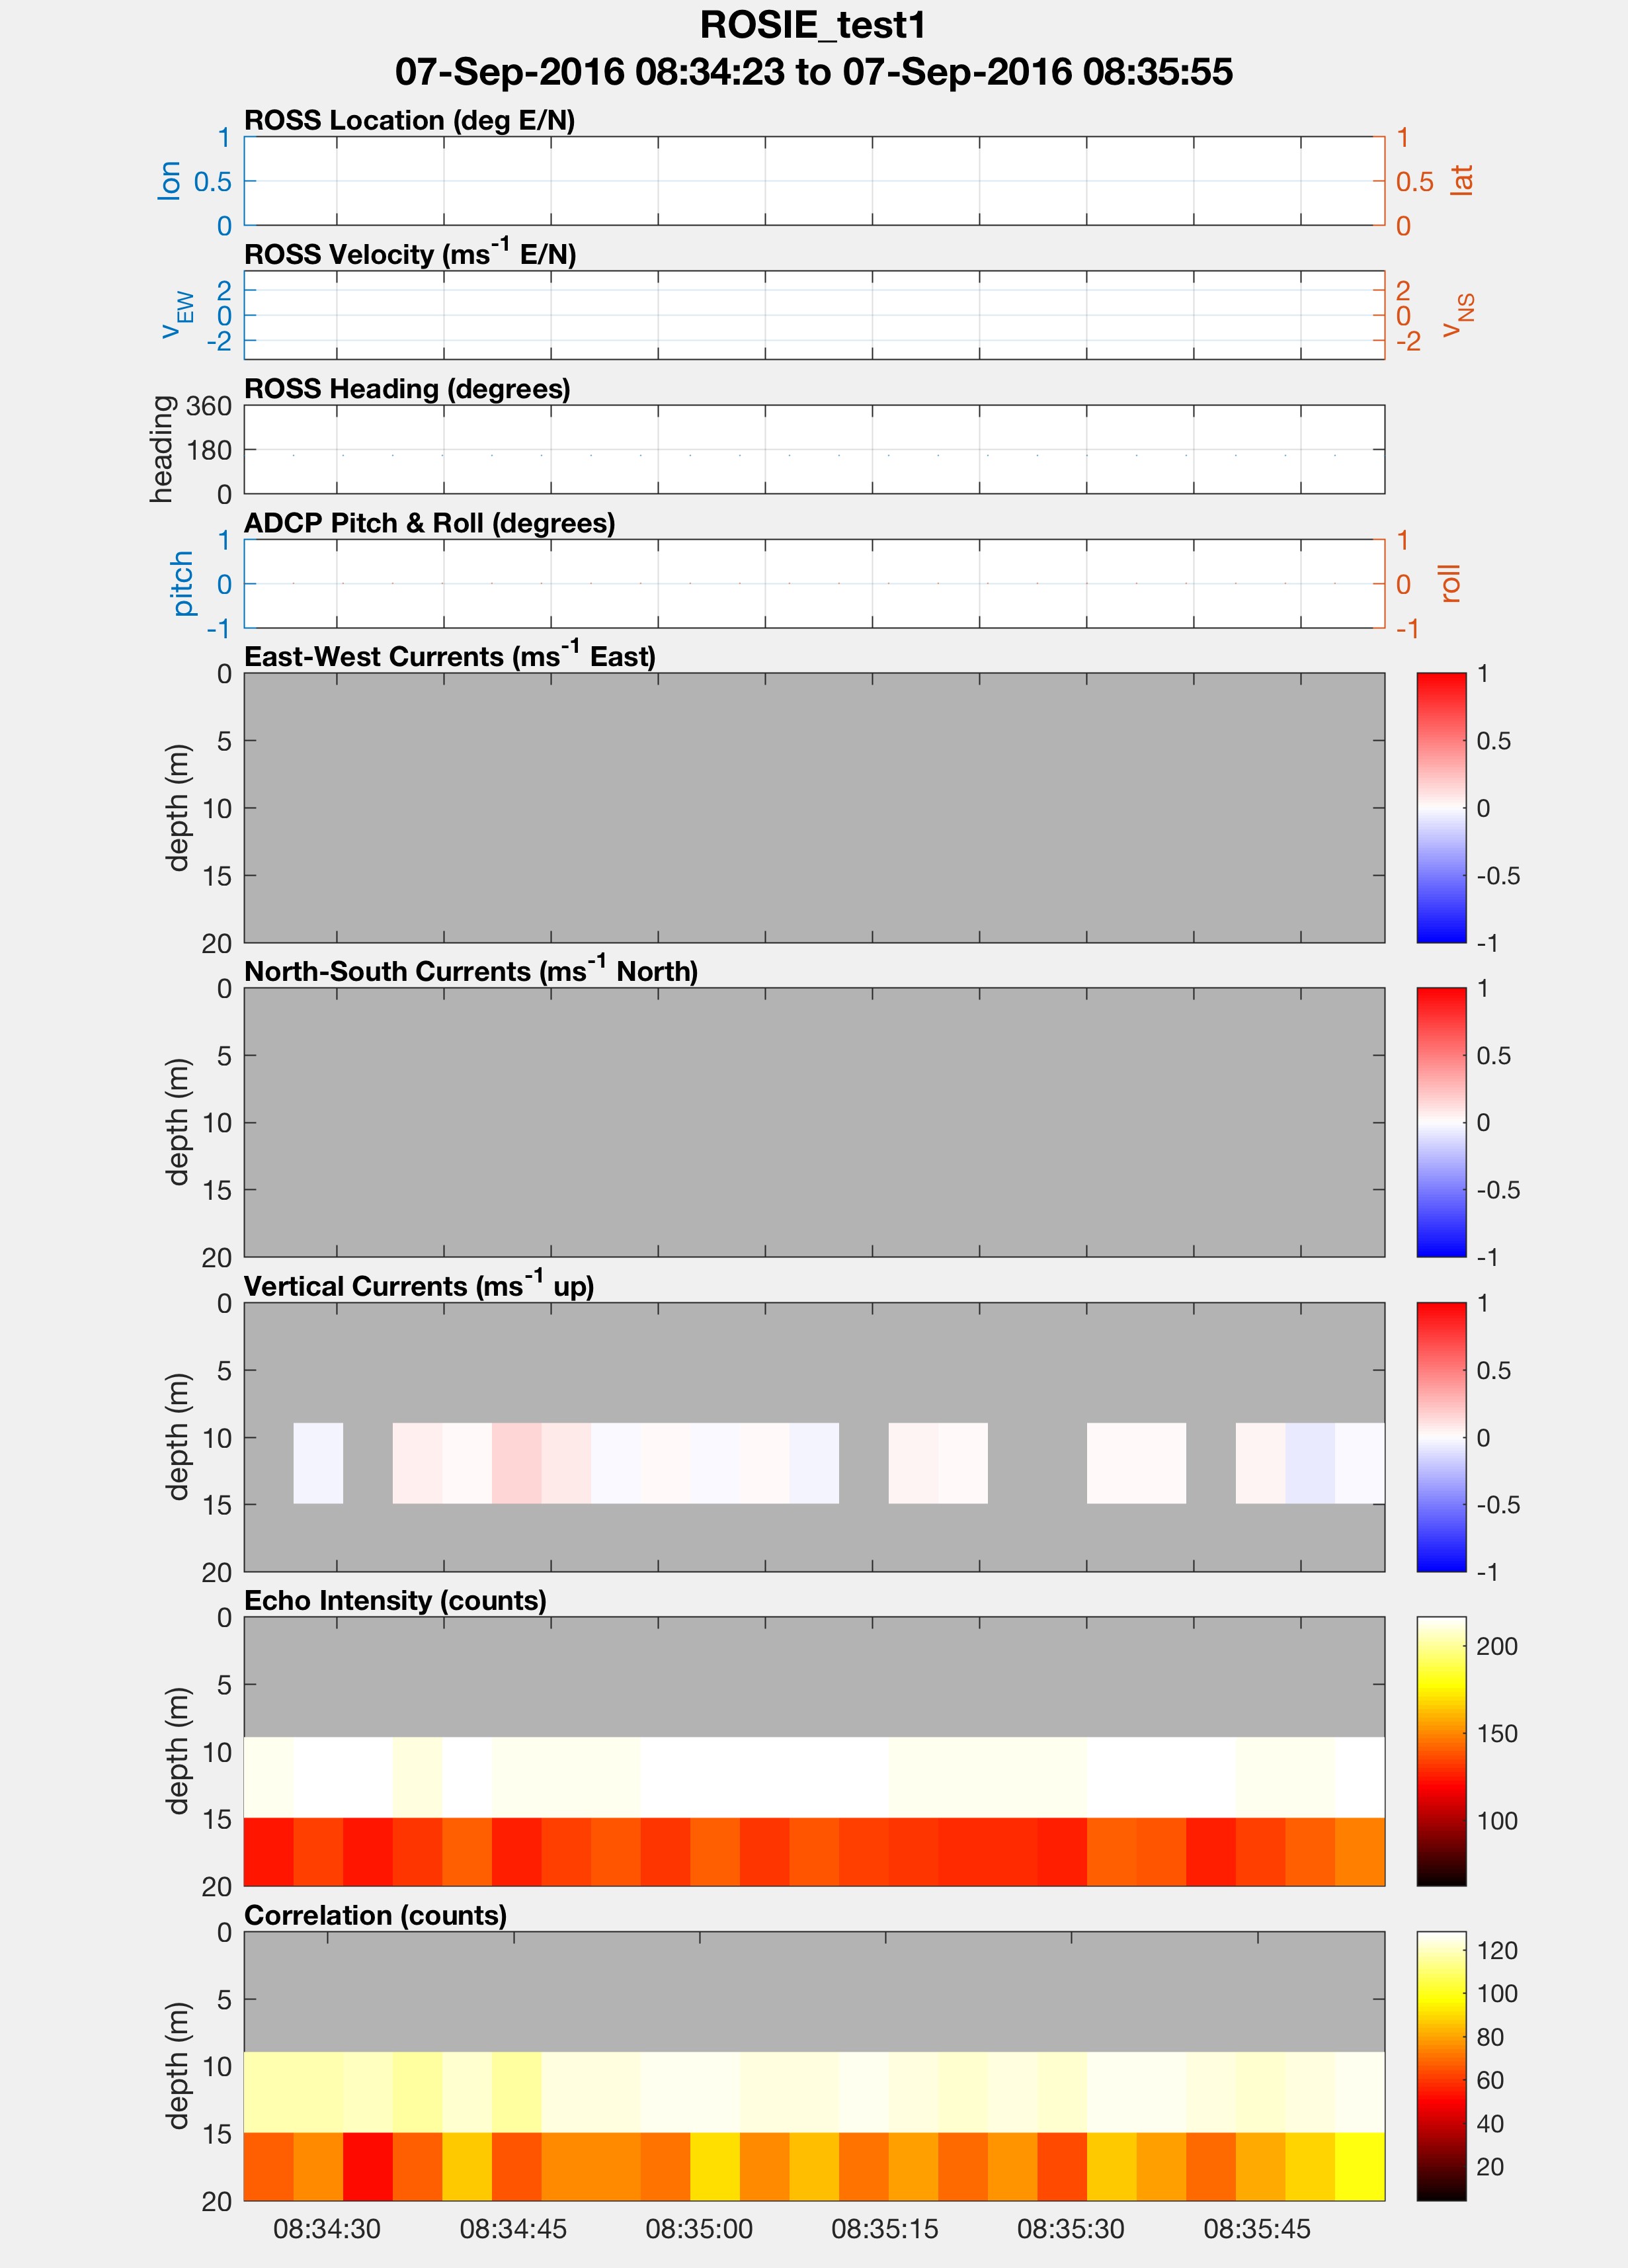 ROSIE_test1
07-Sep-2016 08:34:23 to 07-Sep-2016 08:35:55
ROSS Location (deg E/N)
1
0.5
0
lon
1
0.5
0
lat
ROSS Velocity (ms-1 E/N)
2
0
-2
vEW
2
0
-2
vNS
ROSS Heading (degrees)
360
180
0
heading
ADCP Pitch & Roll (degrees)
1
0
-1
pitch
1
0
-1
roll
East-West Currents (ms-1 East)
0
5
10
15
20
depth (m)
1
0.5
0
-0.5
-1
North-South Currents (ms-1 North)
0
5
10
15
20
depth (m)
1
0.5
0
-0.5
-1
Vertical Currents (ms-1 up)
0
5
10
15
20
depth (m)
1
0.5
0
-0.5
-1
Echo Intensity (counts)
0
5
10
15
20
depth (m)
200
150
100
Correlation (counts)
0
5
10
15
20
depth (m)
120
100
80
60
40
20
08:34:30 08:34:45 08:35:00 08:35:15 08:35:30 08:35:45